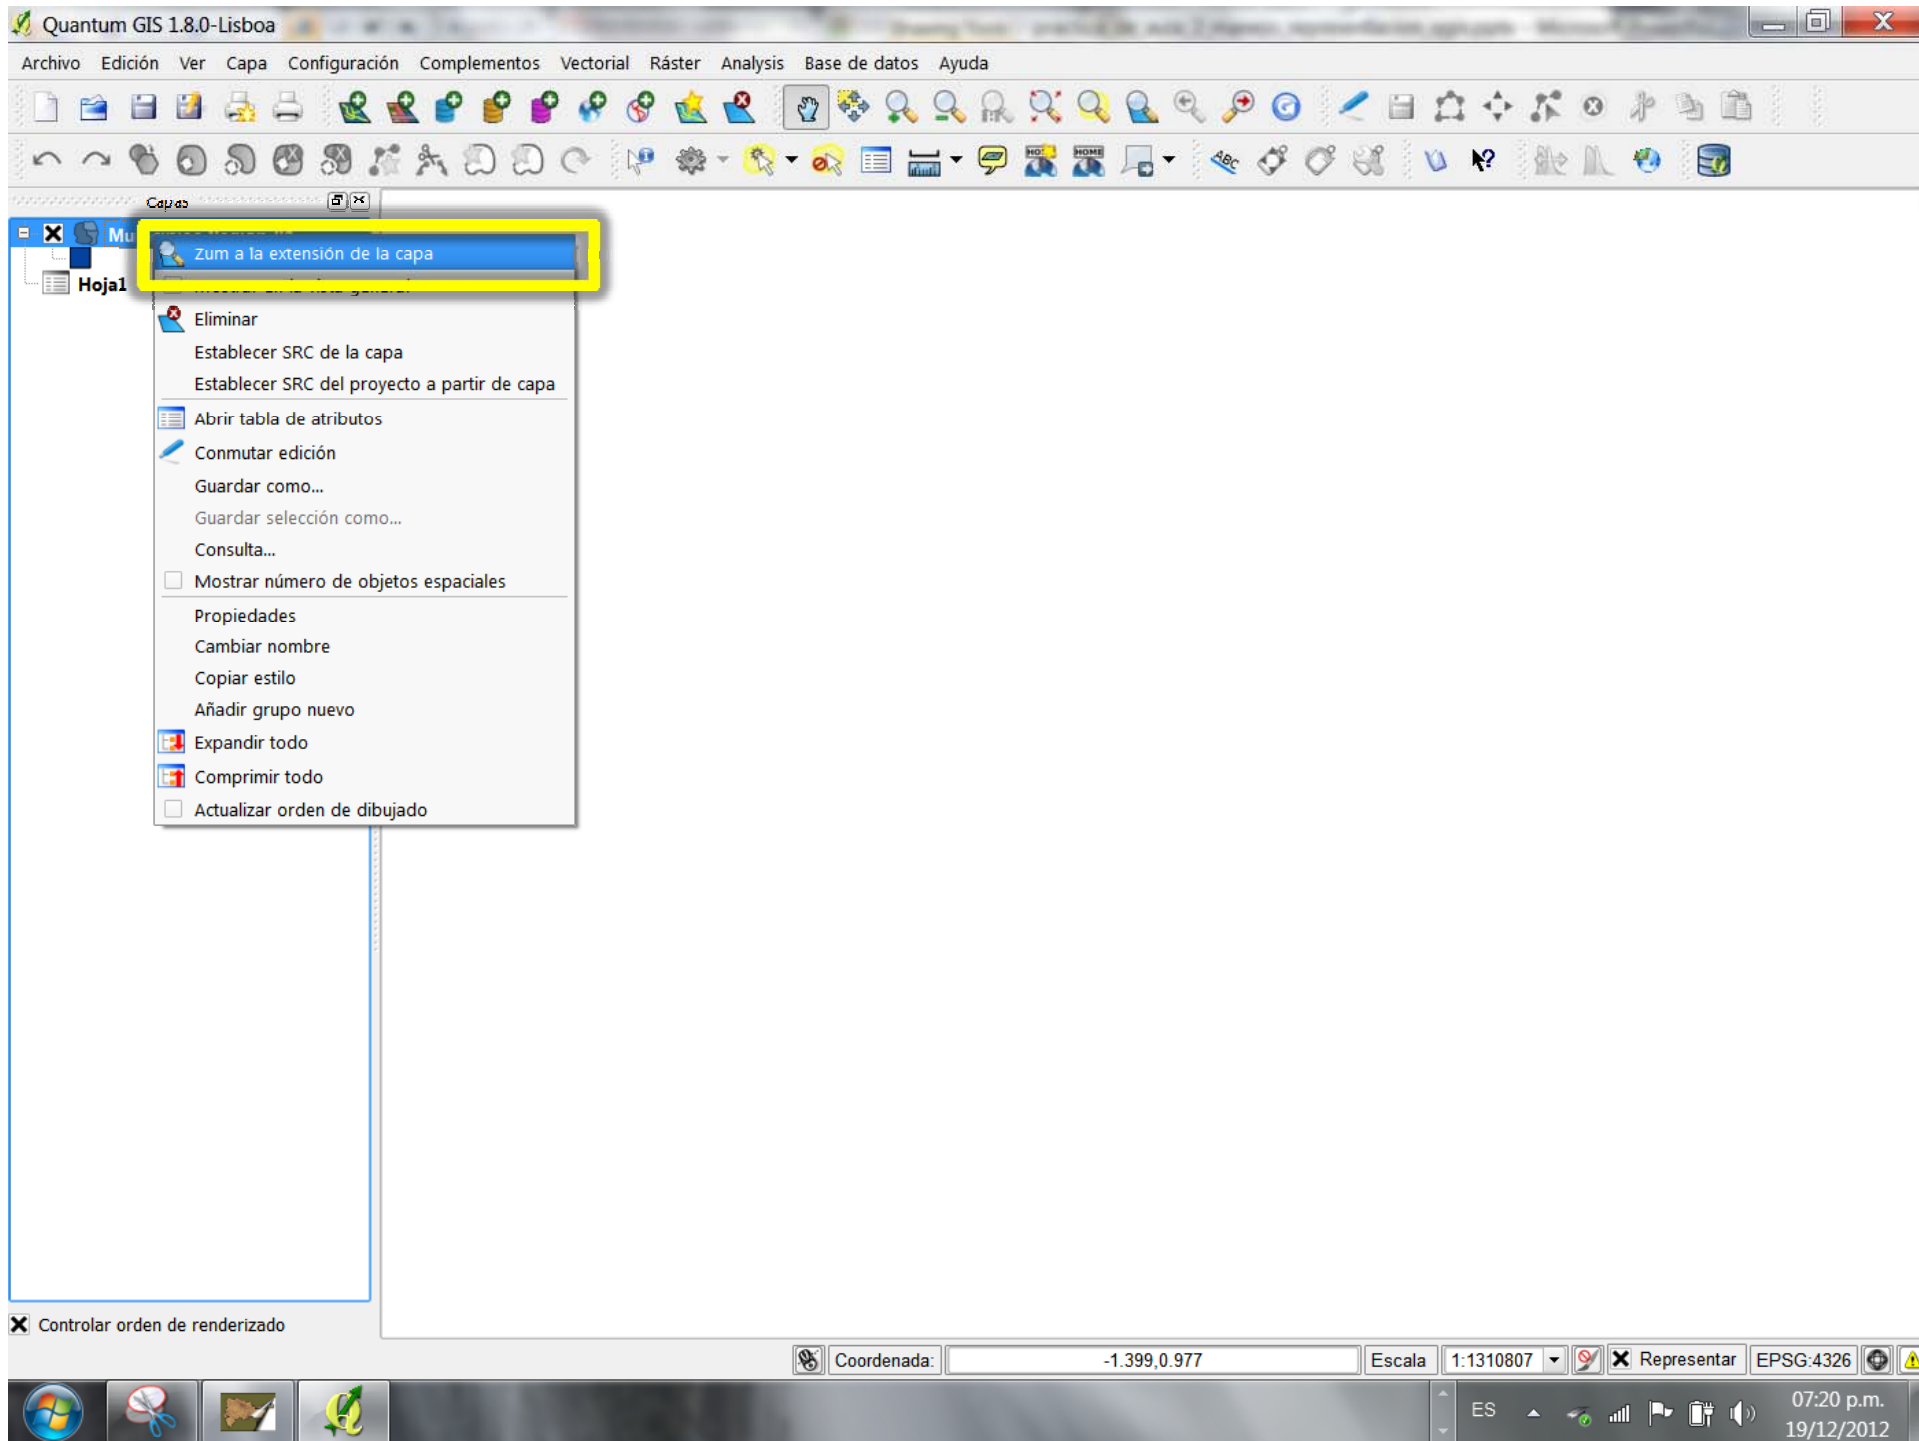 Quantum GIS 1.8.0-Lisboa
Archivo Edición Ver Capa Configuración Complementos Vectorial Ráster Analysis Base de datos Ayuda
Capas
Zum a la extensión de la capa
Hoja1
Eliminar
Establecer SRC de la capa
Establecer SRC del proyecto a partir de capa
Abrir tabla de atributos
Conmutar edición
Guardar como...
Guardar selección como...
Consulta...
Mostrar número de objetos espaciales
Propiedades
Cambiar nombre
Copiar estilo
Añadir grupo nuevo
Expandir todo
Comprimir todo
Actualizar orden de dibujado
Controlar orden de renderizado
Coordenada: -1.399,0.977 Escala 1:1310807 Representar EPSG:4326
ES 07:20 p.m.
19/12/2012